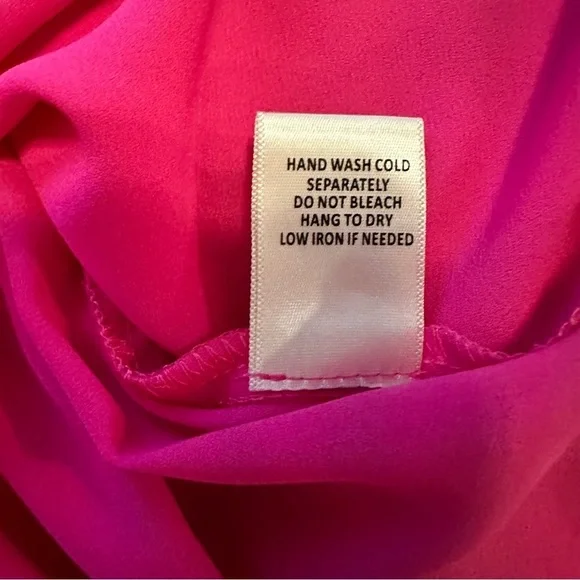 HAND WASH COLD
SEPARATELY
DO NOT BLEACH
HANG TO DRY
LOW IRON IF NEEDED